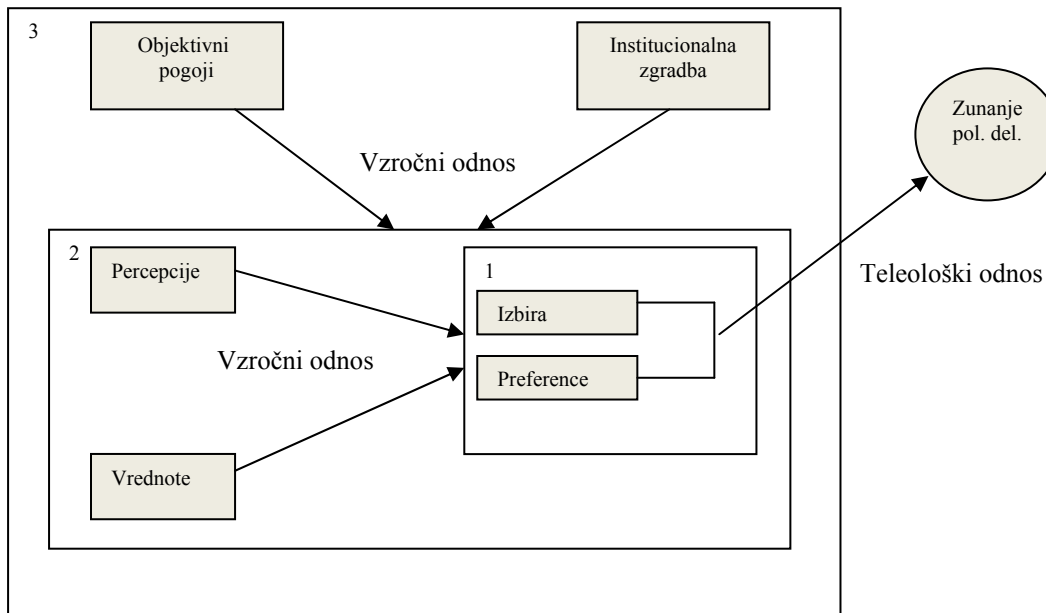 3
Objektivni
pogoji
Institucionalna
zgradba
Zunanje
pol. del.
Vzročni odnos
2
Percepcije
1
Izbira
Teleološki odnos
Vzročni odnos
Preference
Vrednote